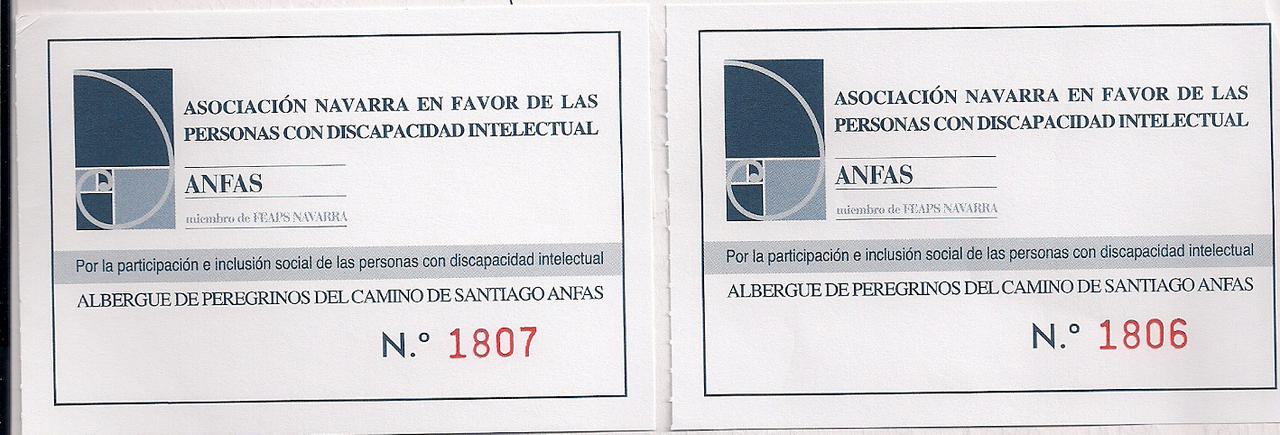 ASOCIACIÓN NAVARRA EN FAVOR DE LAS
PERSONAS CON DISCAPACIDAD INTELECTUAL
ANFAS
miembro de FEAPS NAVARRA
Por la participación e inclusión social de las personas con discapacidad intelectual
ALBERGUE DE PEREGRINOS DEL CAMINO DE SANTIAGO ANFAS
N.º 1807
ASOCIACIÓN NAVARRA EN FAVOR DE LAS
PERSONAS CON DISCAPACIDAD INTELECTUAL
ANFAS
miembro de FEAPS NAVARRA
Por la participación e inclusión social de las personas con discapacidad intelectual
ALBERGUE DE PEREGRINOS DEL CAMINO DE SANTIAGO ANFAS
N.º 1806